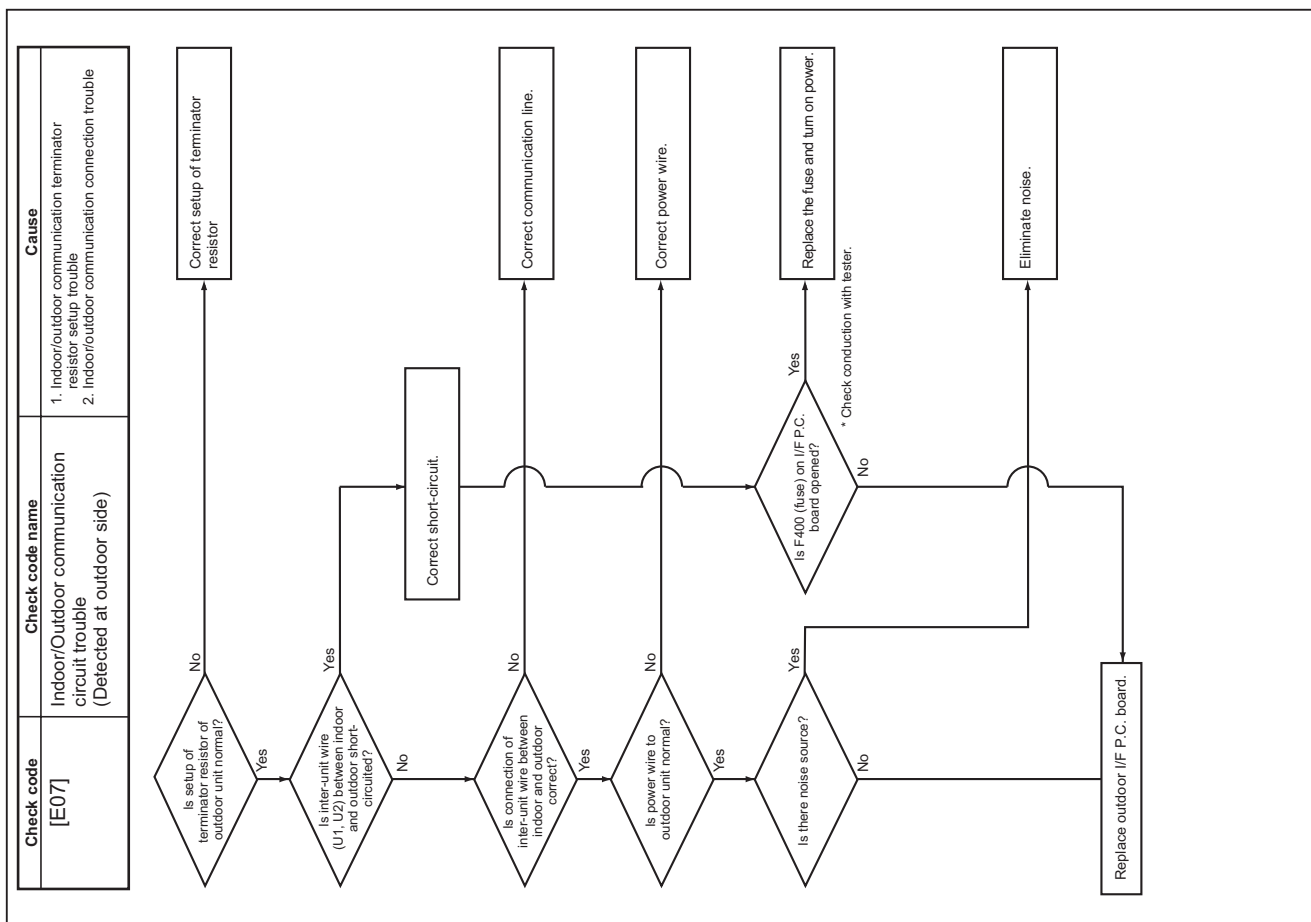 Check code
Check code name
Cause
[E07]
Indoor/Outdoor communication
circuit trouble
(Detected at outdoor side)
1. Indoor/outdoor communication terminator
resistor setup trouble
2. Indoor/outdoor communication connection trouble
Is setup of
terminator resistor of
outdoor unit normal?
No
Correct setup of terminator
resistor
Yes
Is inter-unit wire
(U1, U2) between indoor
and outdoor short-
circuited?
Yes
Correct short-circuit.
No
Is connection of
inter-unit wire between
indoor and outdoor
correct?
No
Correct communication line.
Yes
Is power wire to
outdoor unit normal?
No
Correct power wire.
Yes
Is there noise source?
Yes
Eliminate noise.
No
Is F400 (fuse) on I/F P.C.
board opened?
Yes
Replace the fuse and turn on power.
* Check conduction with tester.
No
Replace outdoor I/F P.C. board.